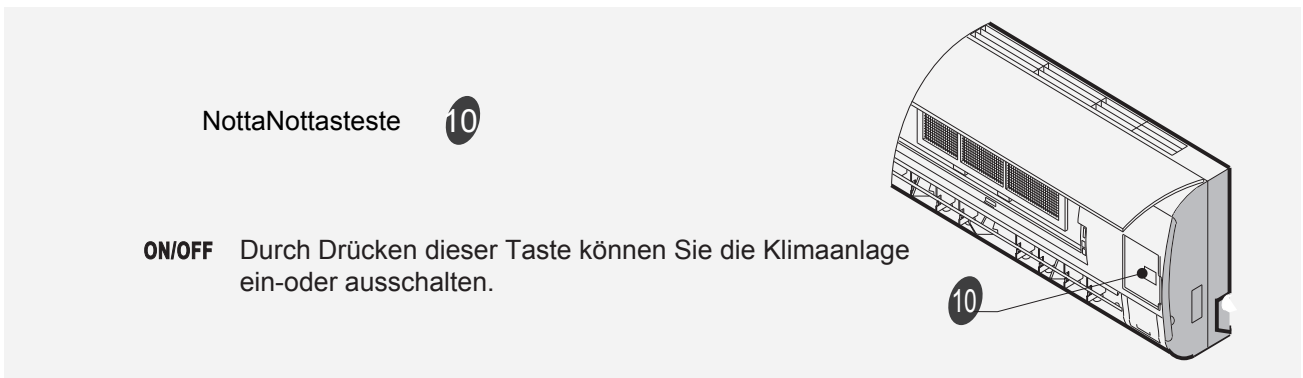 NottaNottasteste 10
ON/OFF Durch Drücken dieser Taste können Sie die Klimaanlage
ein-oder ausschalten.
10